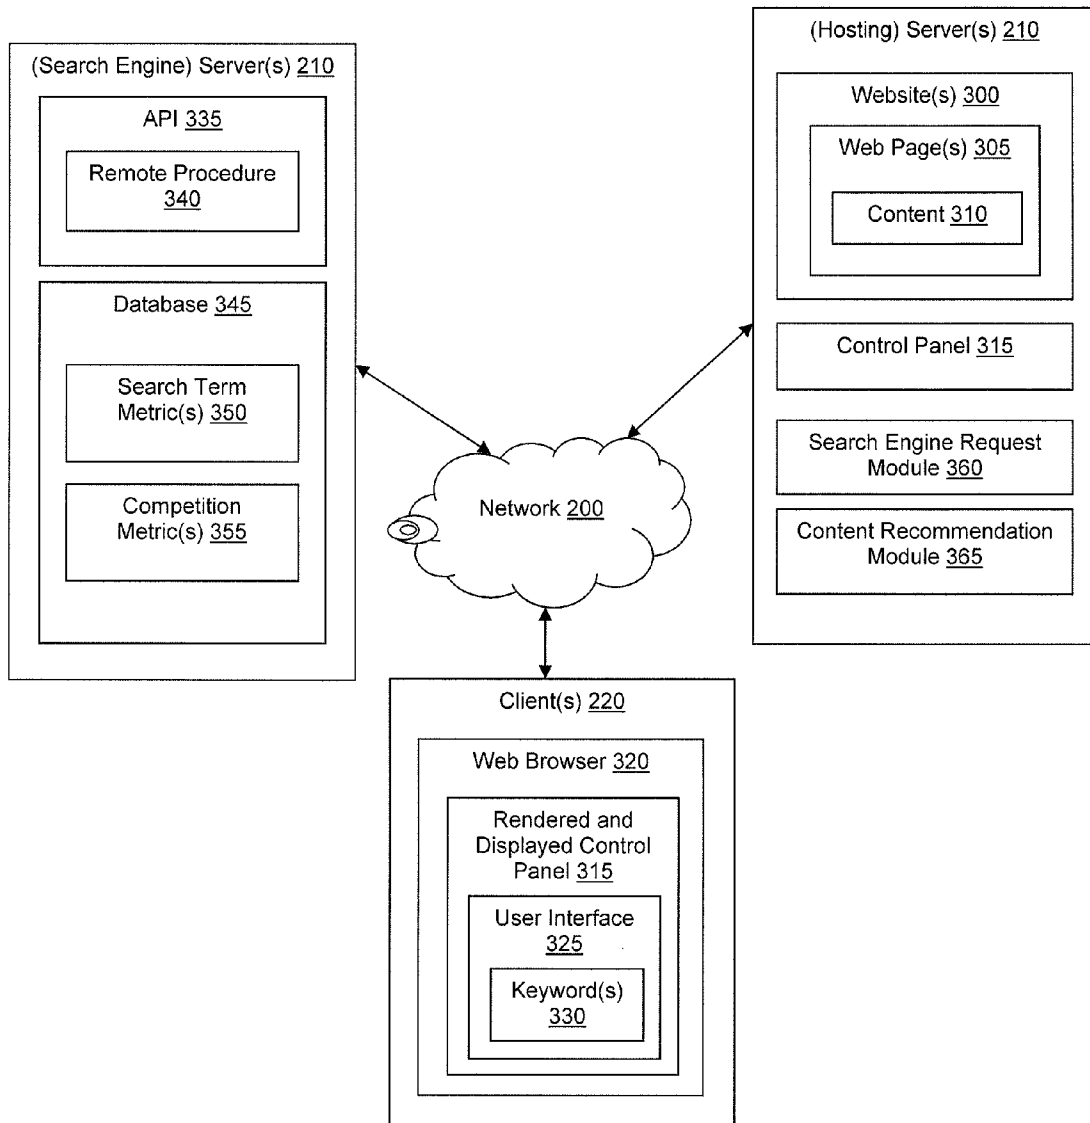 (Search Engine) Server(s) 210
API 335
Remote Procedure
340
Database 345
Search Term
Metric(s) 350
Competition
Metric(s) 355
(Hosting) Server(s) 210
Website(s) 300
Web Page(s) 305
Content 310
Control Panel 315
Search Engine Request
Module 360
Content Recommendation
Module 365
Network 200
Client(s) 220
Web Browser 320
Rendered and
Displayed Control
Panel 315
User Interface
325
Keyword(s)
330